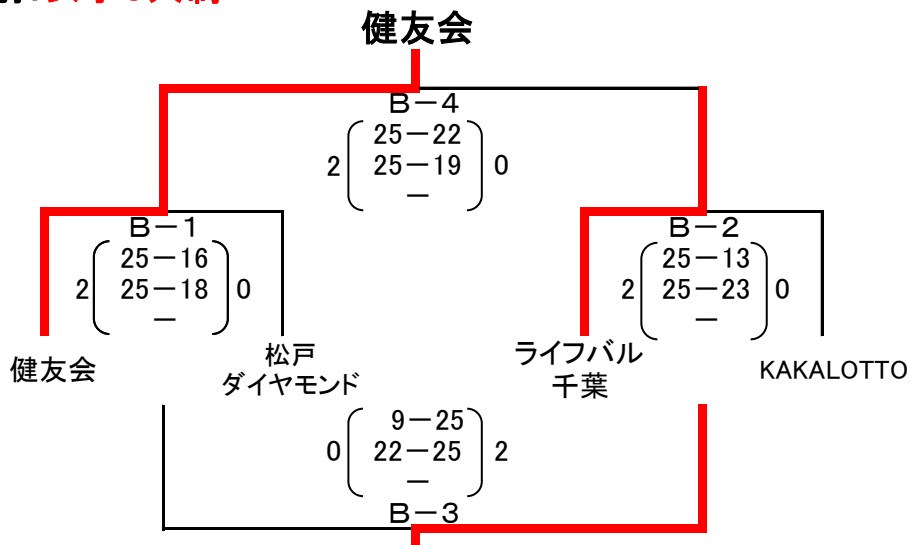 健友会
B-4
25-22
2 25-19 0
-
B-1
25-16
2 25-18 0
-
B-2
25-13
2 25-23 0
-
健友会
松戸
ダイヤモンド
ライフバル
千葉
KAKALOTTO
9-25
0 22-25 2
-
B-3